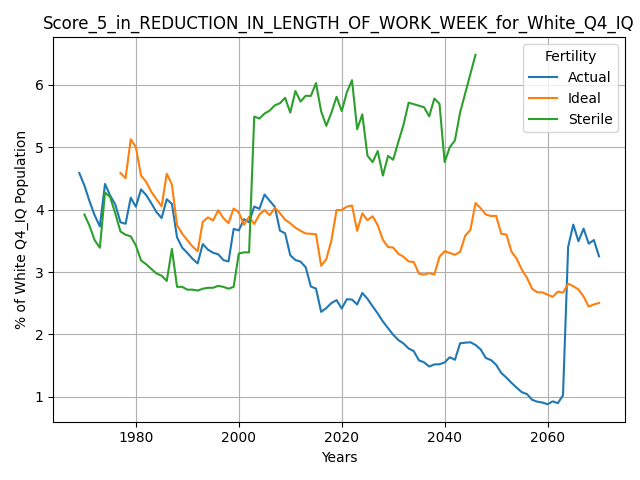 Score_5_in_REDUCTION_IN_LENGTH_OF_WORK_WEEK_for_White_Q4_IQ
% of White Q4_IQ Population
6
5
4
3
2
1
Fertility
Actual
Ideal
Sterile
1980 2000 2020 2040 2060
Years